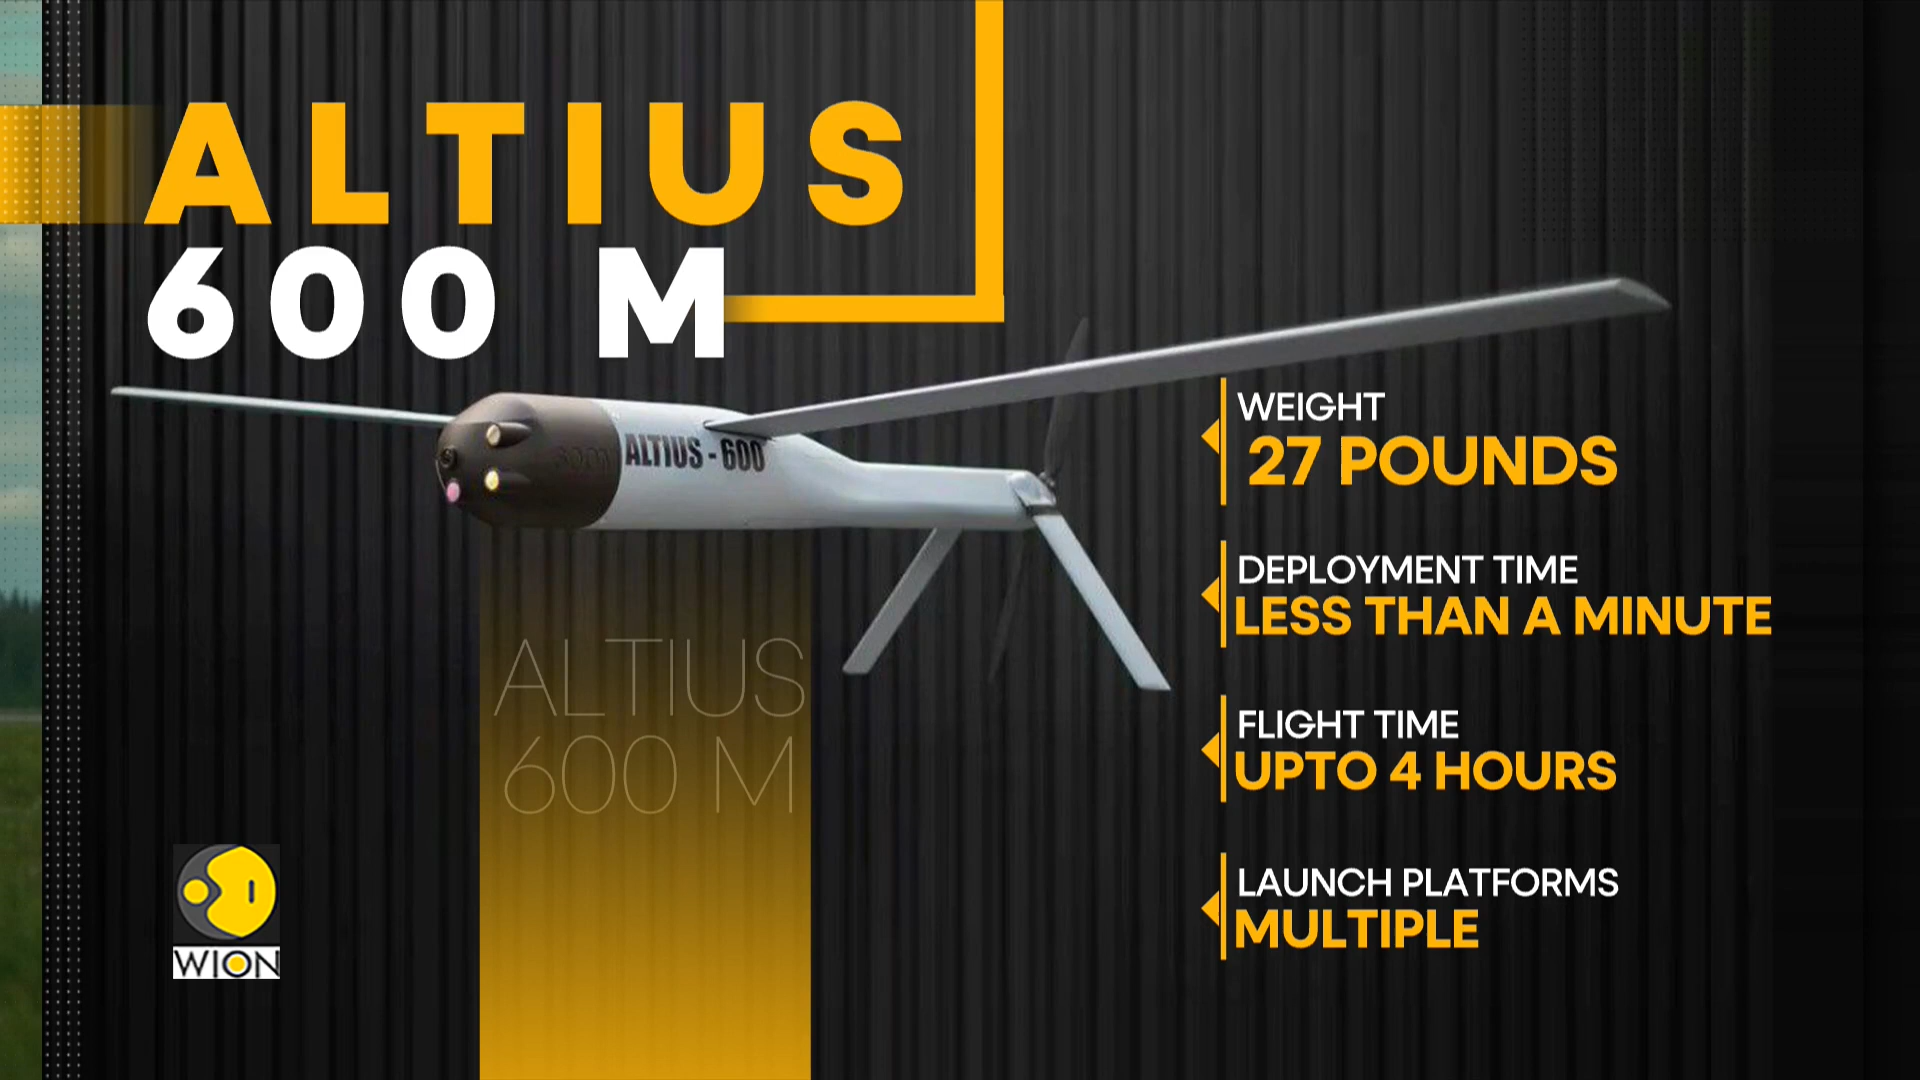 ALTIUS
600 M
ALTIUS - 600
WEIGHT
27 POUNDS
DEPLOYMENT TIME
LESS THAN A MINUTE
FLIGHT TIME
UPTO 4 HOURS
LAUNCH PLATFORMS
MULTIPLE
ALTIUS
600 M
WION